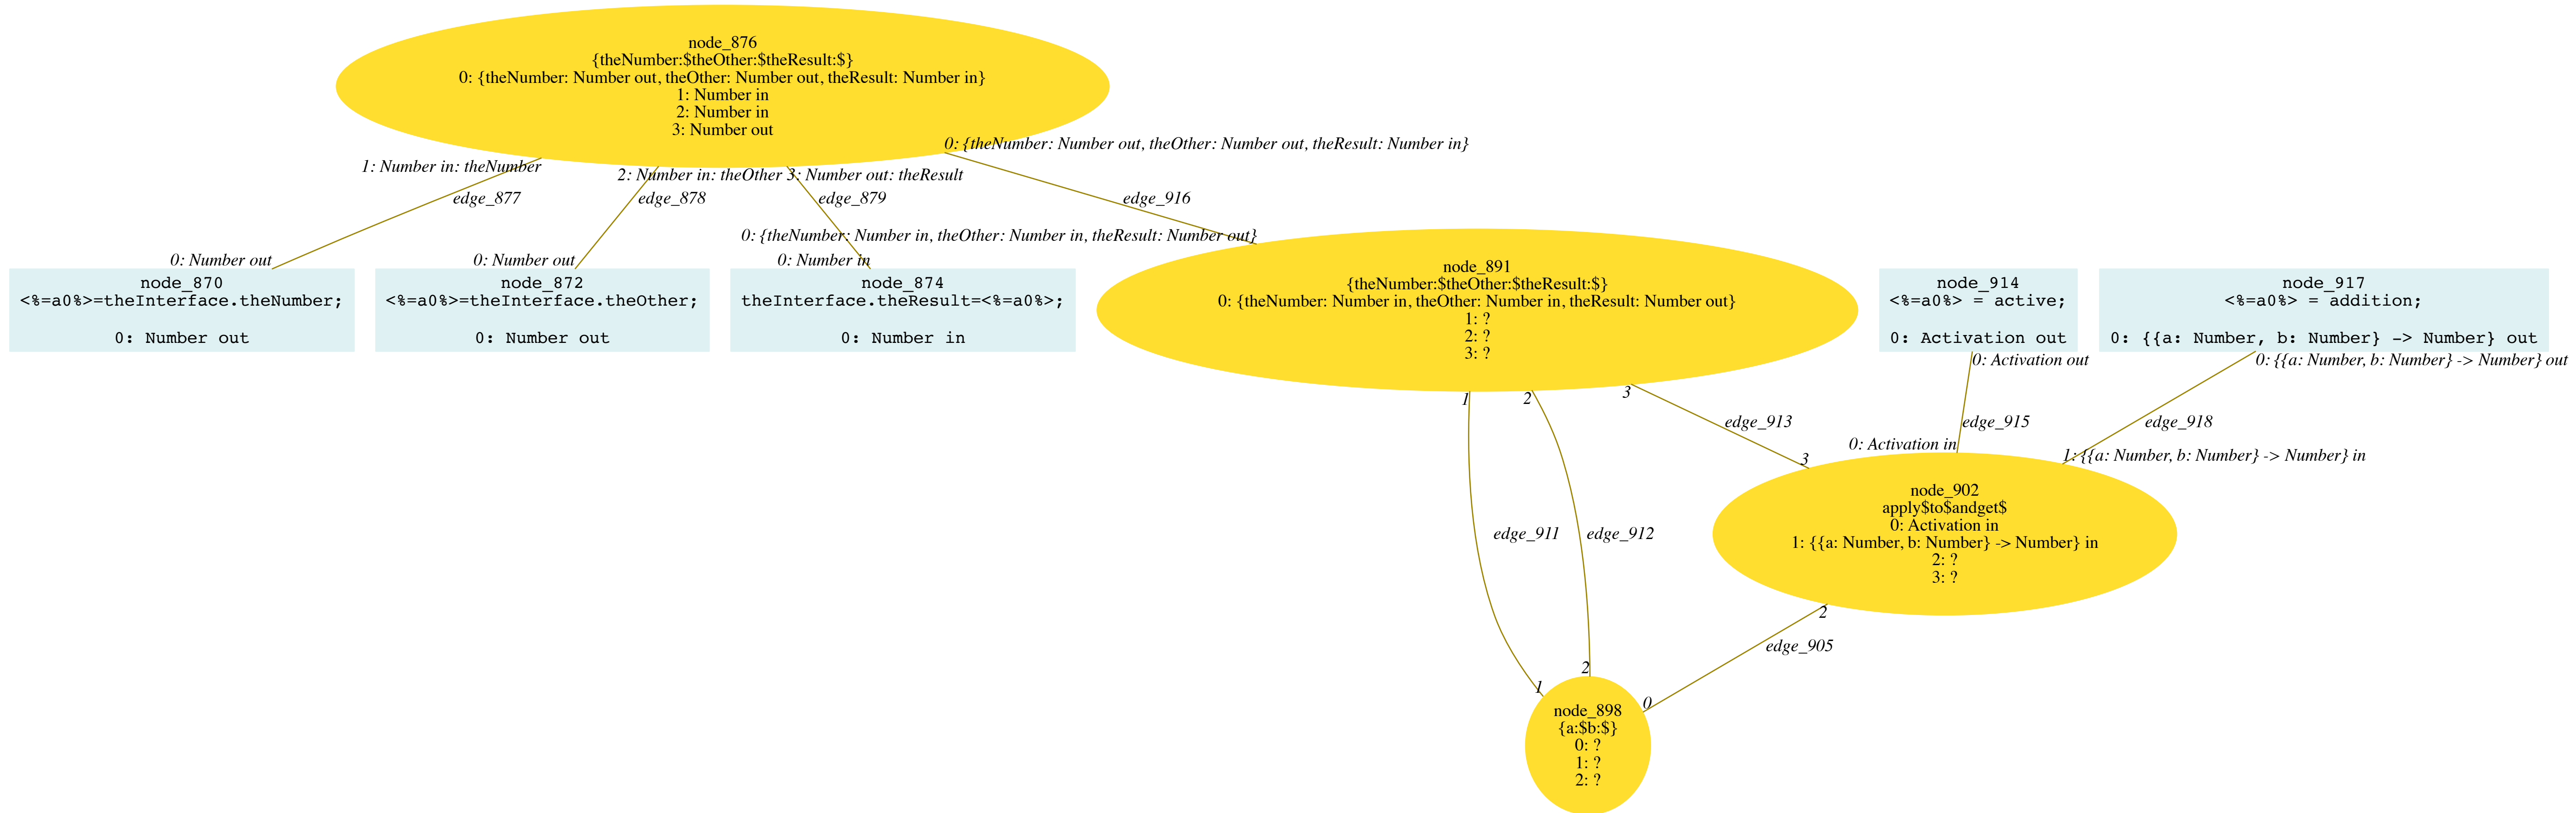 node_876
{theNumber:$theOther:$theResult:$}
0: {theNumber: Number out, theOther: Number out, theResult: Number in}
1: Number in
2: Number in
3: Number out
0: {theNumber: Number out, theOther: Number out, theResult: Number in}
1: Number in: theNumber
2: Number in: theOther
3: Number out: theResult
edge_877
edge_878
edge_879
edge_916
0: {theNumber: Number in, theOther: Number in, theResult: Number out}
0: Number out
0: Number out
0: Number in
node_870
<%=a0%>=theInterface.theNumber;
0: Number out
node_872
<%=a0%>=theInterface.theOther;
0: Number out
node_874
theInterface.theResult=<%=a0%>;
0: Number in
node_891
{theNumber:$theOther:$theResult:$}
0: {theNumber: Number in, theOther: Number in, theResult: Number out}
1: ?
2: ?
3: ?
node_914
<%=a0%> = active;
0: Activation out
node_917
<%=a0%> = addition;
0: {{a: Number, b: Number} -> Number} out
0: Activation out
0: {{a: Number, b: Number} -> Number} out
1
2
3
edge_913
edge_915
edge_918
0: Activation in
3
1: {{a: Number, b: Number} -> Number} in
node_902
apply$to$andget$
0: Activation in
1: {{a: Number, b: Number} -> Number} in
2: ?
3: ?
edge_911
edge_912
2
edge_905
2
1
0
node_898
{a:$b:$}
0: ?
1: ?
2: ?